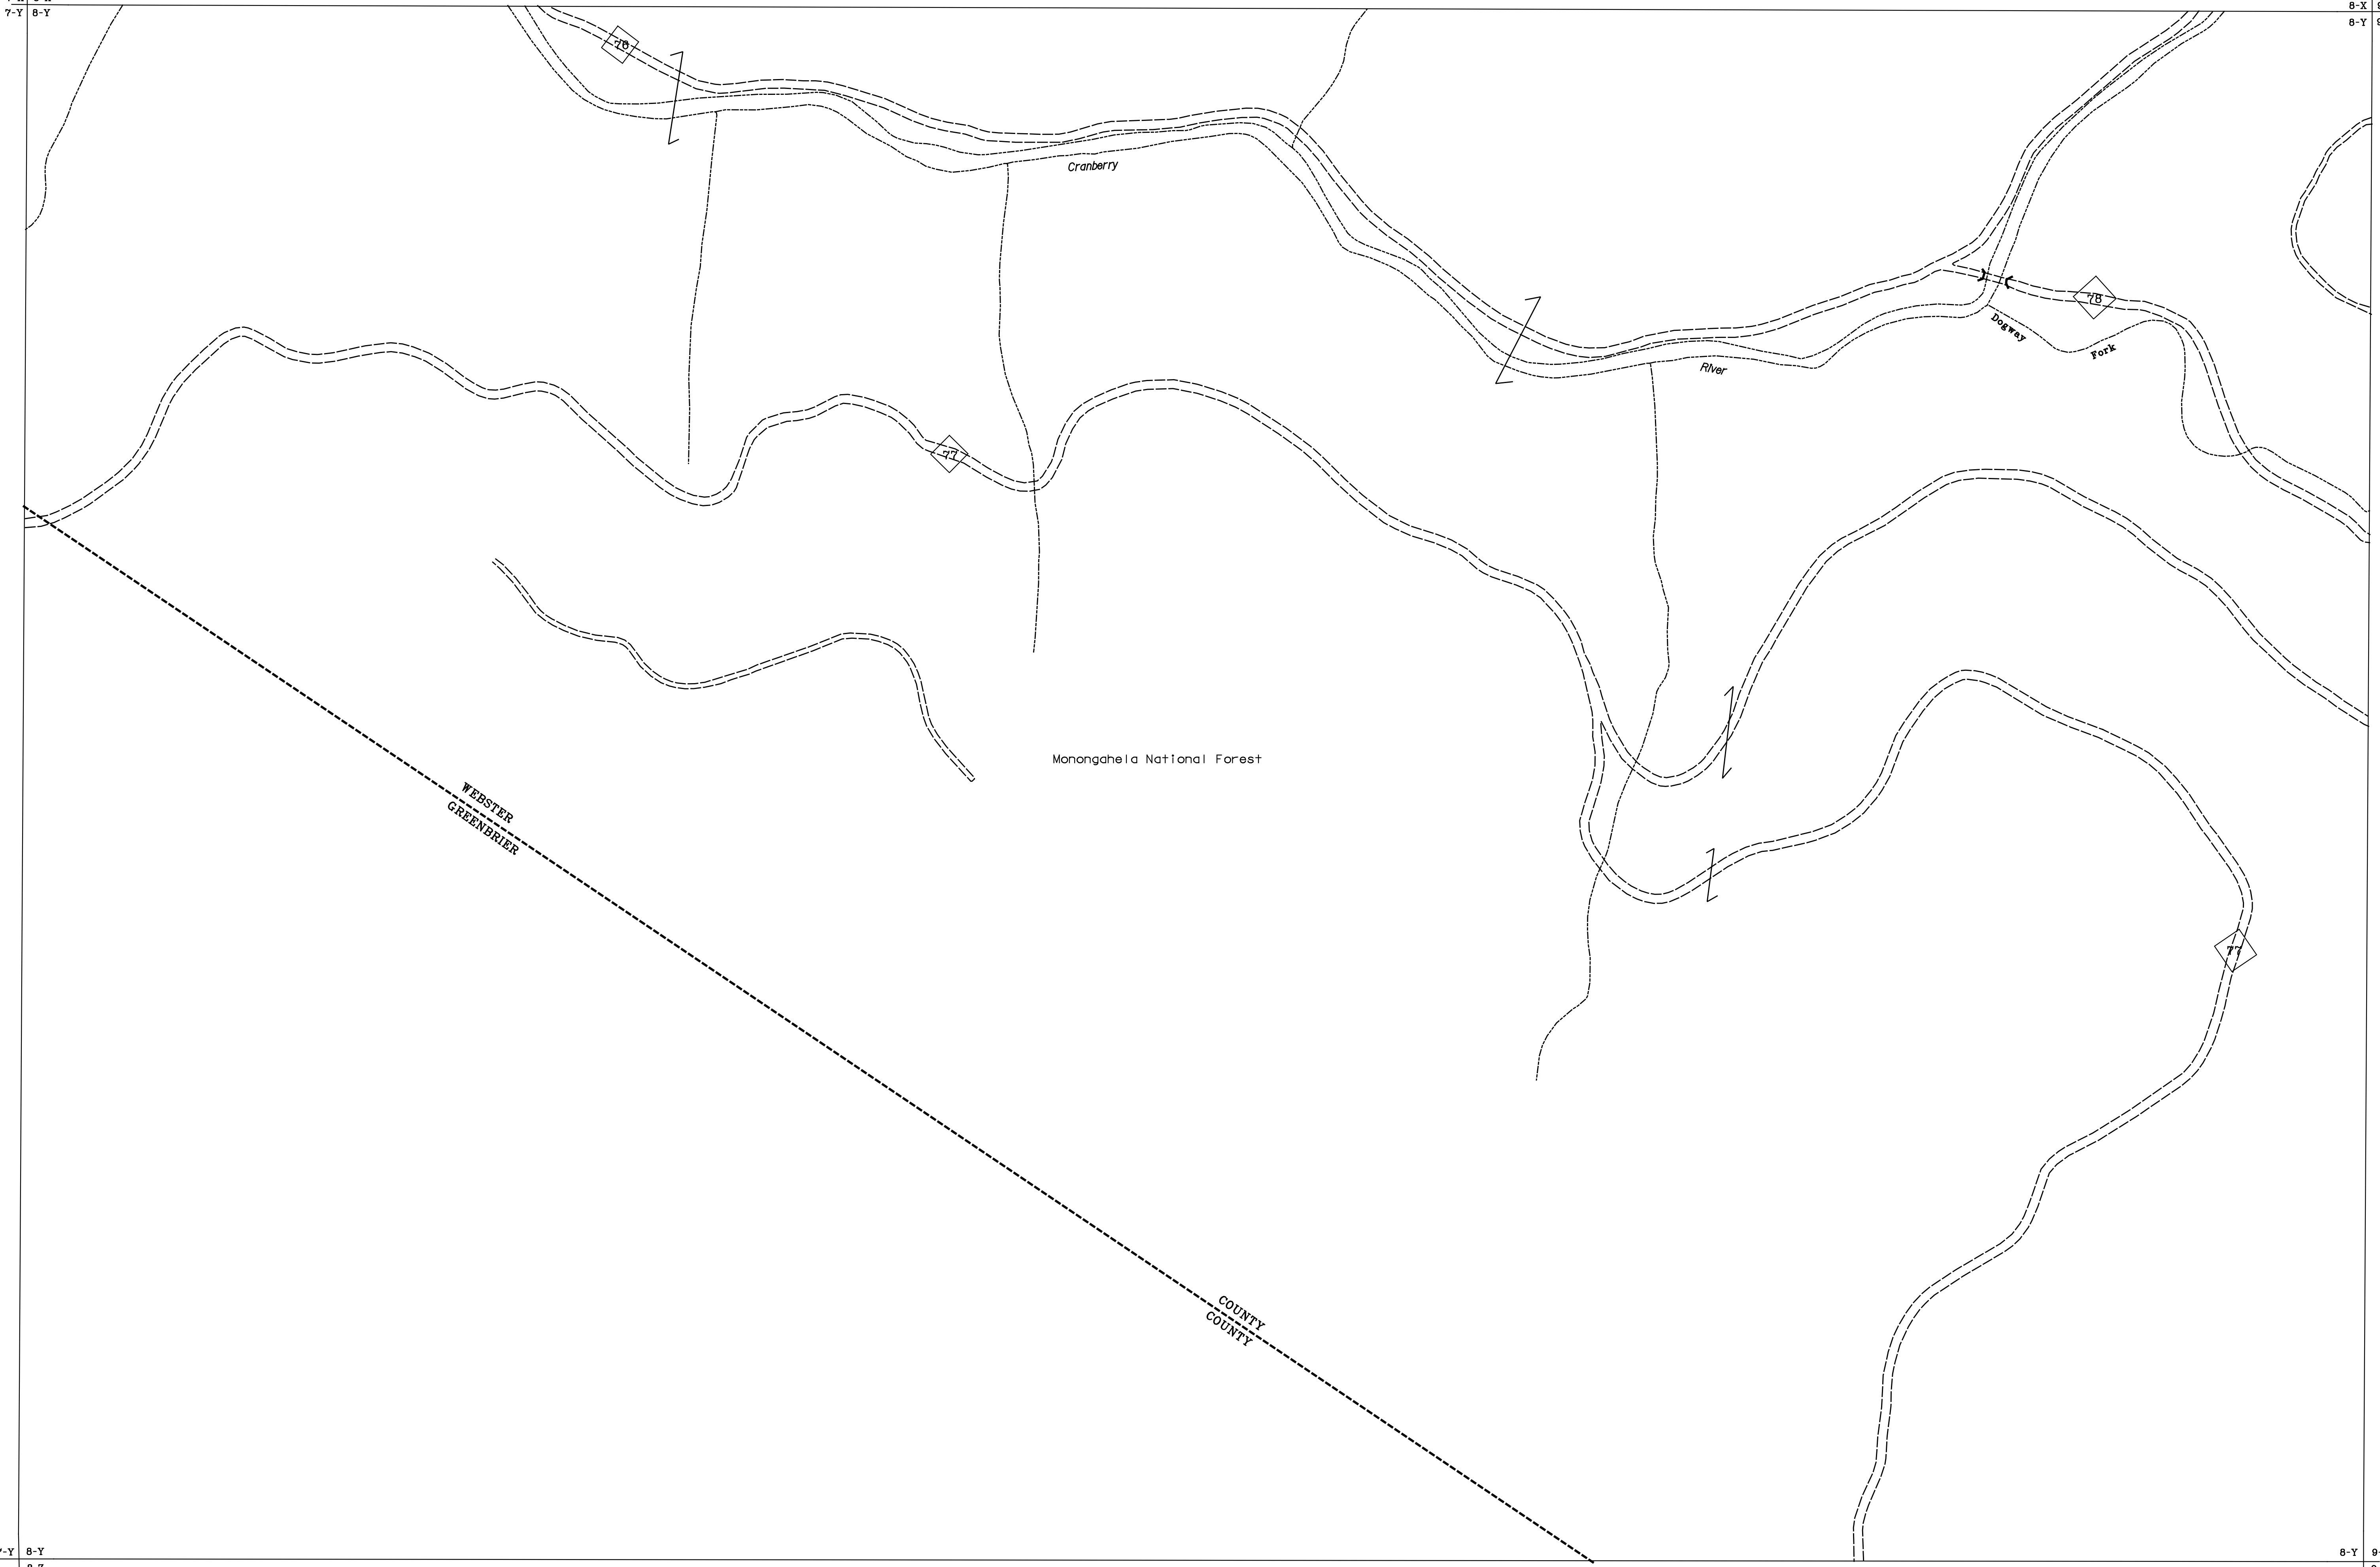 7-Y 8-Y
8-X
8-Y
76
Cranberry
78
Dogway
Fork
River
77
Monongahela National Forest
WEBSTER
GREENBRIER
77
COUNTY
COUNTY
8-Y
8-Y